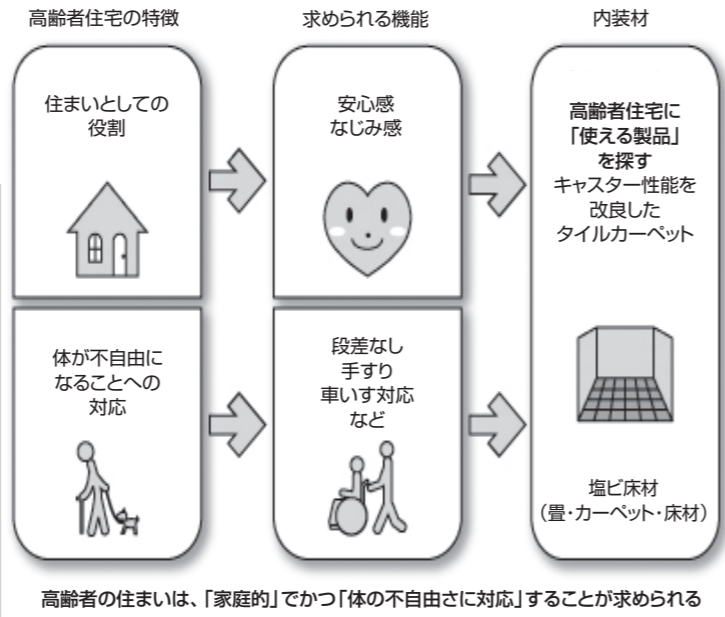 高齢者住宅の特徴
求められる機能
内装材
住まいとしての
役割
安心感
なじみ感
高齢者住宅に
「使える製品」
を探す
キャスター性能を
改良した
タイルカーペット
体が不自由に
なることへの
対応
段差なし
手すり
車いす対応
など
塩ビ床材
(畳・カーペット・床材)
高齢者の住まいは、「家庭的」でかつ「体の不自由さに対応」することが求められる